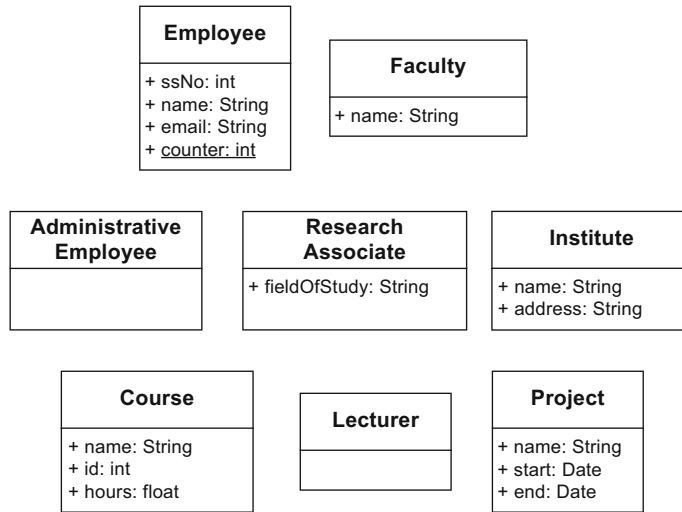 Employee
+ ssNo: int
+ name: String
+ email: String
+ counter: int
Faculty
+ name: String
Administrative
Employee
Research
Associate
+ fieldOfStudy: String
Institute
+ name: String
+ address: String
Course
+ name: String
+ id: int
+ hours: float
Lecturer
Project
+ name: String
+ start: Date
+ end: Date